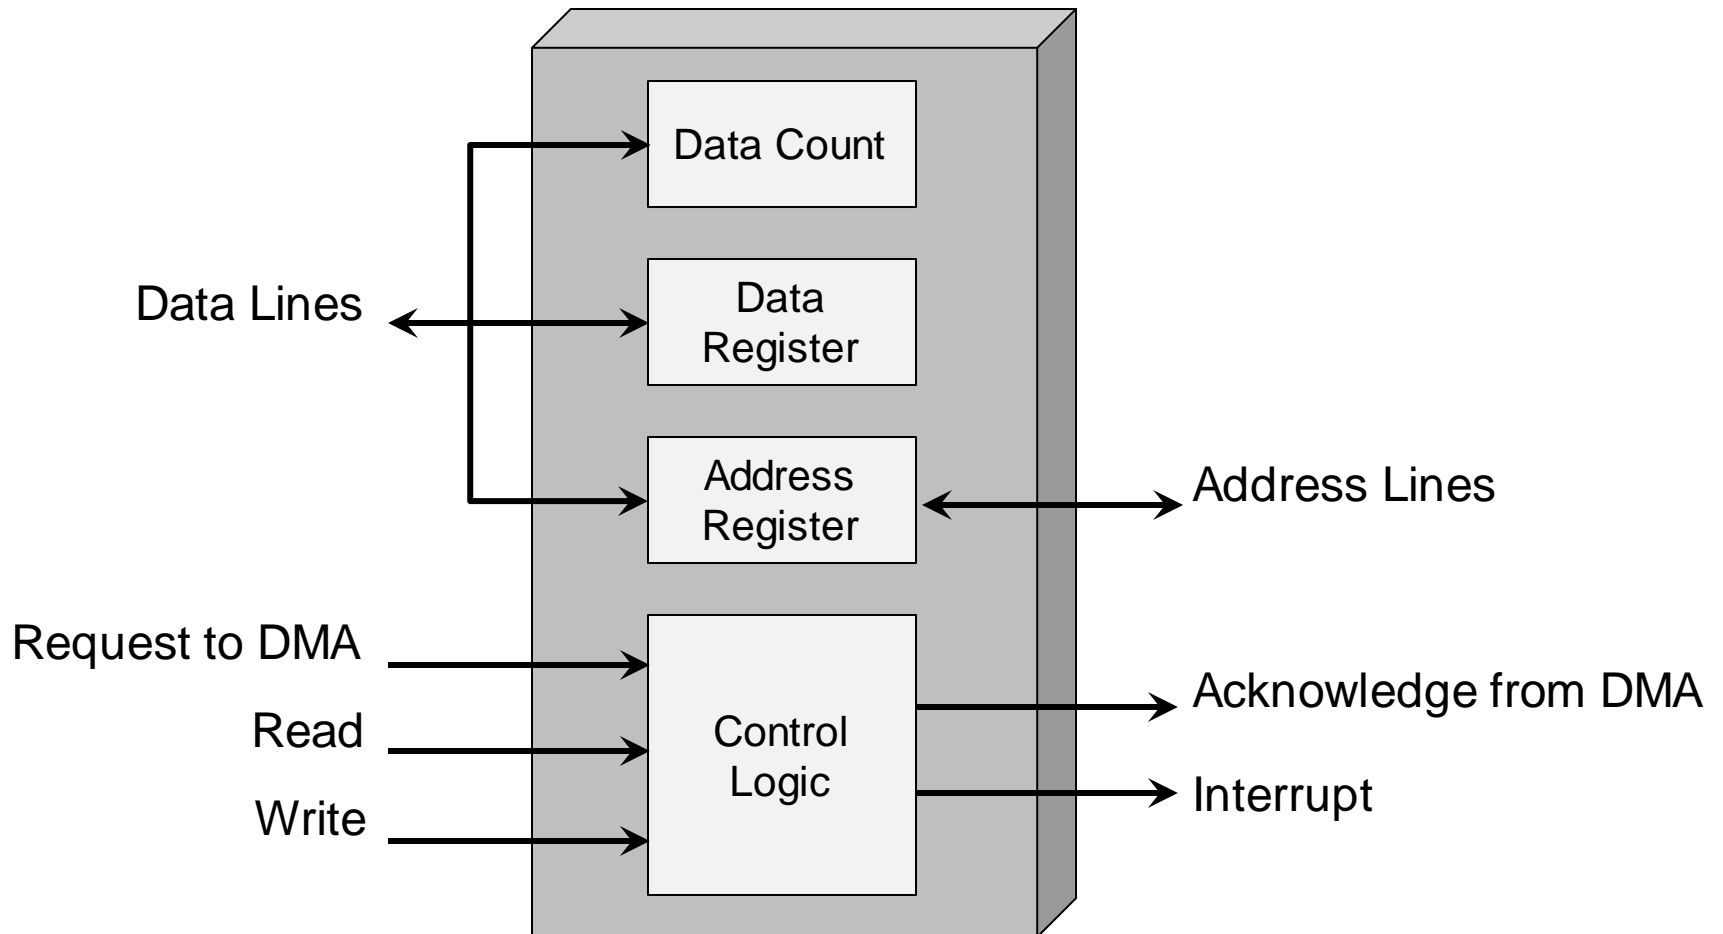 Data Count
Data Lines
Data
Register
Address
Register
Address Lines
Request to DMA
Read
Write
Control
Logic
Acknowledge from DMA
Interrupt